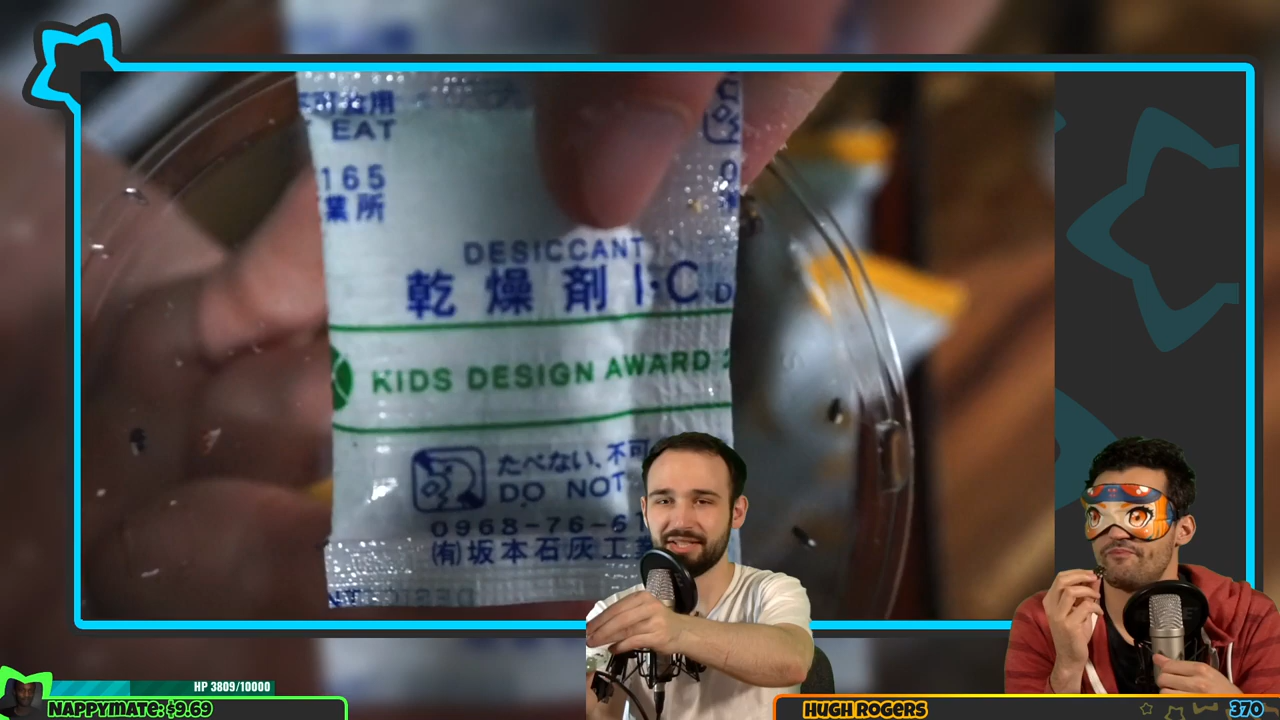 食用
EAT
165
業所
DESICCANT
乾燥剤 I·C
KIDS DESIGN AWARD
たべない、不可
DO NOT
0968-76-61
(有)坂本石灰工業
HP 3809/10000
NAPPYMATE: $9.69
HUGH ROGERS
370